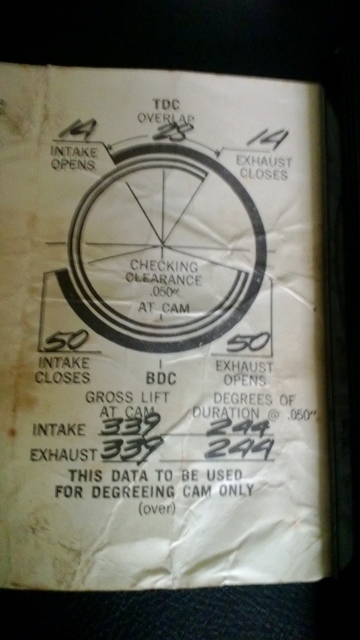 TDC
OVERLAP
14 28 14
INTAKE OPENS
EXHAUST CLOSES
CHECKING
CLEARANCE
.050"
AT CAM
50 50
INTAKE CLOSES
BDC
EXHAUST OPENS
GROSS LIFT AT CAM
DEGREES OF DURATION @ .050"
INTAKE 339 244
EXHAUST 339 244
THIS DATA TO BE USED
FOR DEGREEING CAM ONLY
(over)